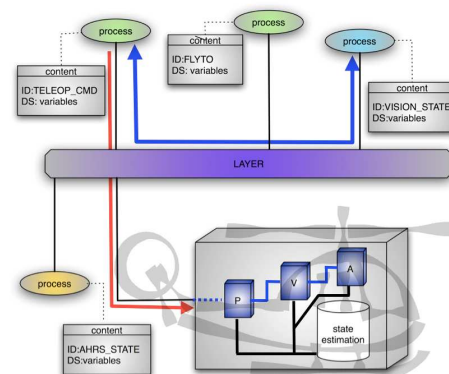 process
process
process
content
ID:TELEOP_CMD
DS: variables
content
ID:FLYTO
DS: variables
content
ID:VISION_STATE
DS: variables
LAYER
process
content
ID:AHRS_STATE
DS:variables
P
V
A
state
estimation